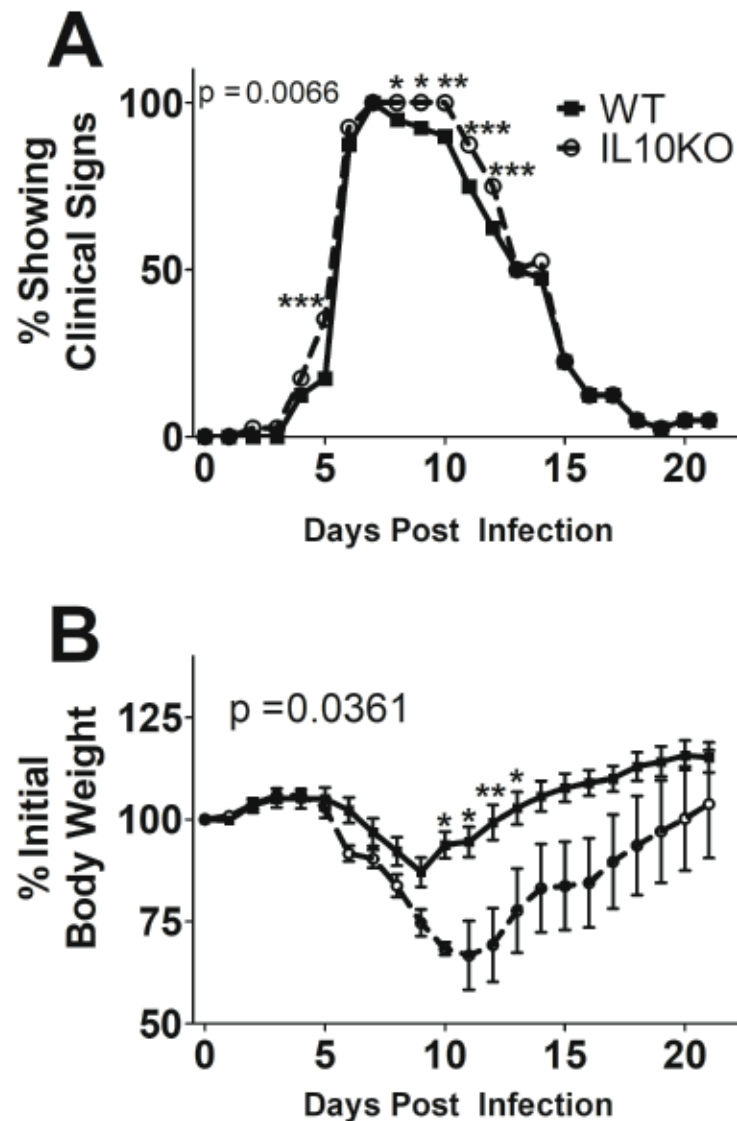 A
p =0.0066
* * **
***
***
***
WT
IL10KO
100
50
0
% Showing
Clinical Signs
0 5 10 15 20
Days Post Infection
B
p =0.0361
* * ** *
125
100
75
50
% Initial
Body Weight
0 5 10 15 20
Days Post Infection